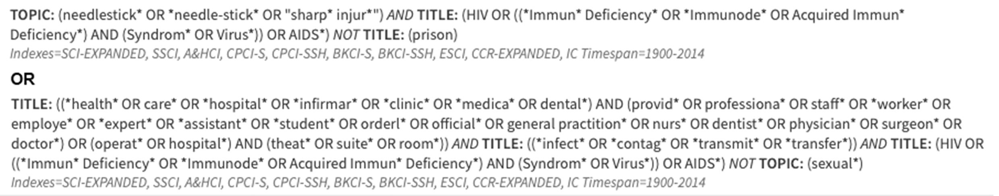 TOPIC: (needlestick* OR *needle-stick* OR "sharp* injur*") AND TITLE: (HIV OR ((*Immun* Deficiency* OR *Immunode* OR Acquired Immun*
Deficiency*) AND (Syndrom* OR Virus*)) OR AIDS*) NOT TITLE: (prison)
Indexes=SCI-EXPANDED, SSCI, A&HCI, CPCI-S, CPCI-SSH, BKCI-S, BKCI-SSH, ESCI, CCR-EXPANDED, IC Timespan=1900-2014
OR
TITLE: ((*health* OR care* OR *hospital* OR *infirmar* OR *clinic* OR *medica* OR dental*) AND (provid* OR professiona* OR staff* OR *worker* OR
employe* OR *expert* OR *assistant* OR *student* OR orderl* OR official* OR general practition* OR nurs* OR dentist* OR physician* OR surgeon* OR
doctor*) OR (operat* OR hospital*) AND (theat* OR suite* OR room*)) AND TITLE: ((*infect* OR *contag* OR *transmit* OR *transfer*)) AND TITLE: (HIV OR
((*Immun* Deficiency* OR *Immunode* OR Acquired Immun* Deficiency*) AND (Syndrom* OR Virus*)) OR AIDS*) NOT TOPIC: (sexual*)
Indexes=SCI-EXPANDED, SSCI, A&HCI, CPCI-S, CPCI-SSH, BKCI-S, BKCI-SSH, ESCI, CCR-EXPANDED, IC Timespan=1900-2014